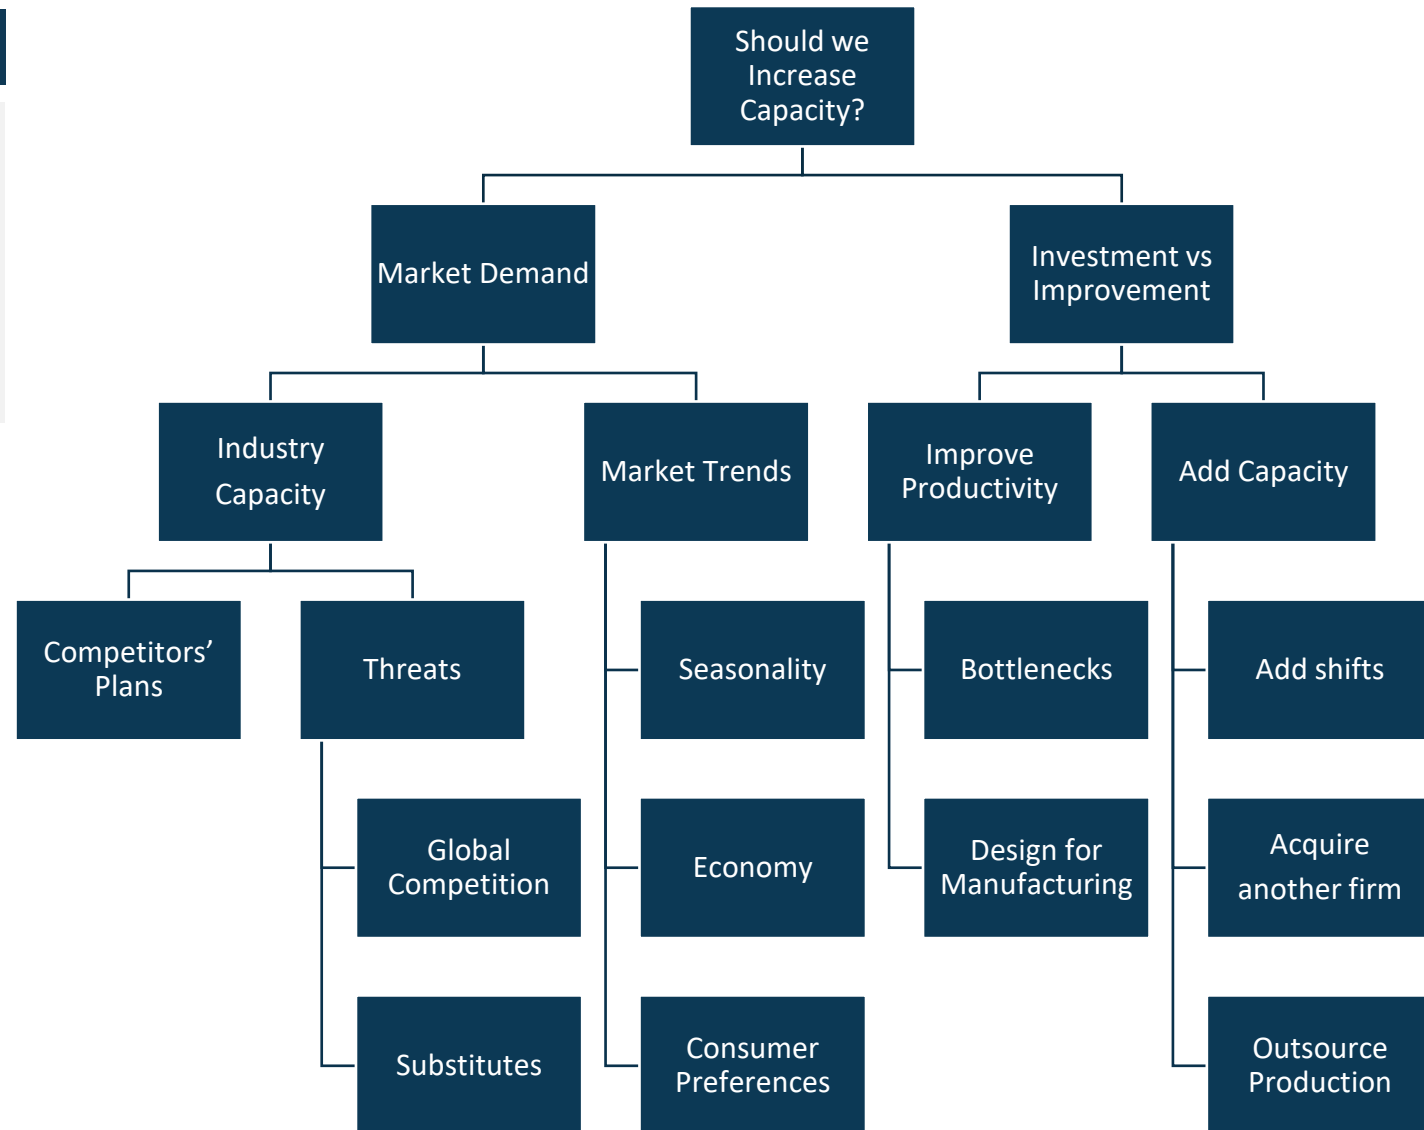 Should we
Increase
Capacity?
Market Demand
Investment vs
Improvement
Industry
Capacity
Market Trends
Improve
Productivity
Add Capacity
Competitors’
Plans
Threats
Seasonality
Bottlenecks
Add shifts
Global
Competition
Economy
Design for
Manufacturing
Acquire
another firm
Substitutes
Consumer
Preferences
Outsource
Production